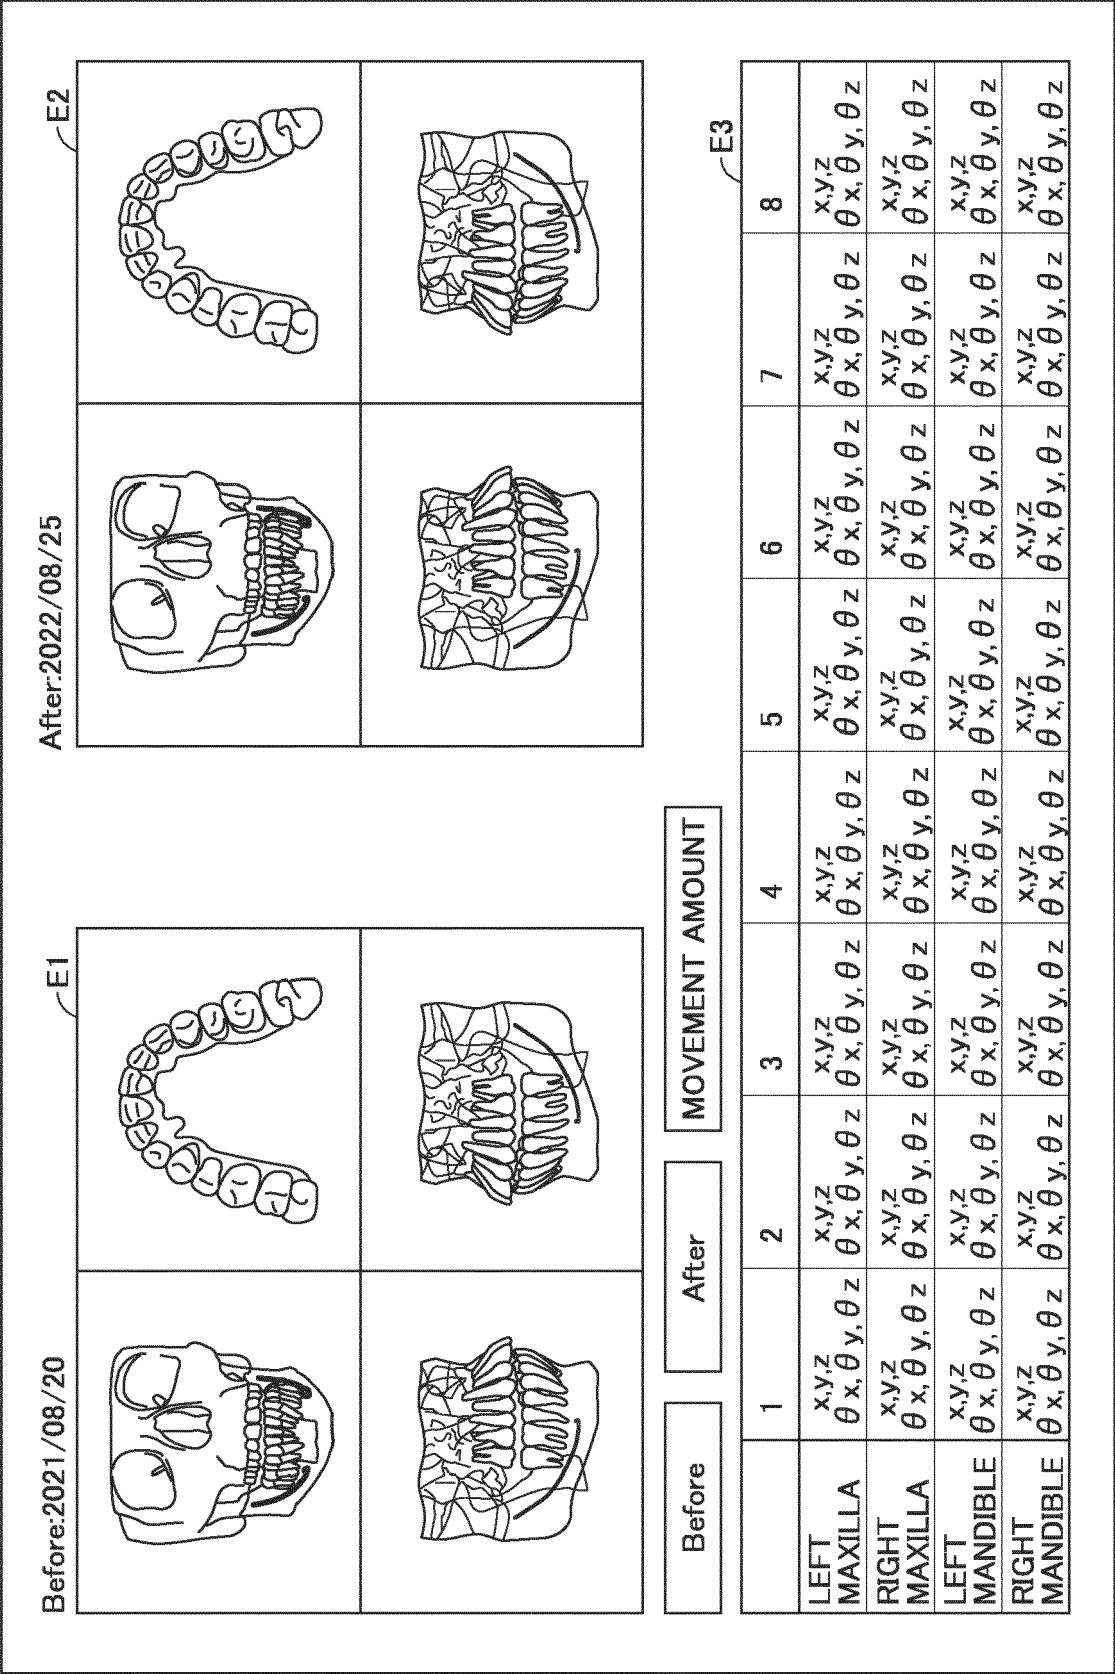 Before:2021/08/20
E1
After:2022/08/25
E2
Before
After
MOVEMENT AMOUNT
E3
1 2 3 4 5 6 7 8
LEFT MAXILLA
x,y,z x,y,z x,y,z x,y,z x,y,z x,y,z x,y,z x,y,z
θx,θy,θz θx,θy,θz θx,θy,θz θx,θy,θz θx,θy,θz θx,θy,θz θx,θy,θz θx,θy,θz
RIGHT MAXILLA
x,y,z x,y,z x,y,z x,y,z x,y,z x,y,z x,y,z x,y,z
θx,θy,θz θx,θy,θz θx,θy,θz θx,θy,θz θx,θy,θz θx,θy,θz θx,θy,θz θx,θy,θz
LEFT MANDIBLE
x,y,z x,y,z x,y,z x,y,z x,y,z x,y,z x,y,z x,y,z
θx,θy,θz θx,θy,θz θx,θy,θz θx,θy,θz θx,θy,θz θx,θy,θz θx,θy,θz θx,θy,θz
RIGHT MANDIBLE
x,y,z x,y,z x,y,z x,y,z x,y,z x,y,z x,y,z x,y,z
θx,θy,θz θx,θy,θz θx,θy,θz θx,θy,θz θx,θy,θz θx,θy,θz θx,θy,θz θx,θy,θz